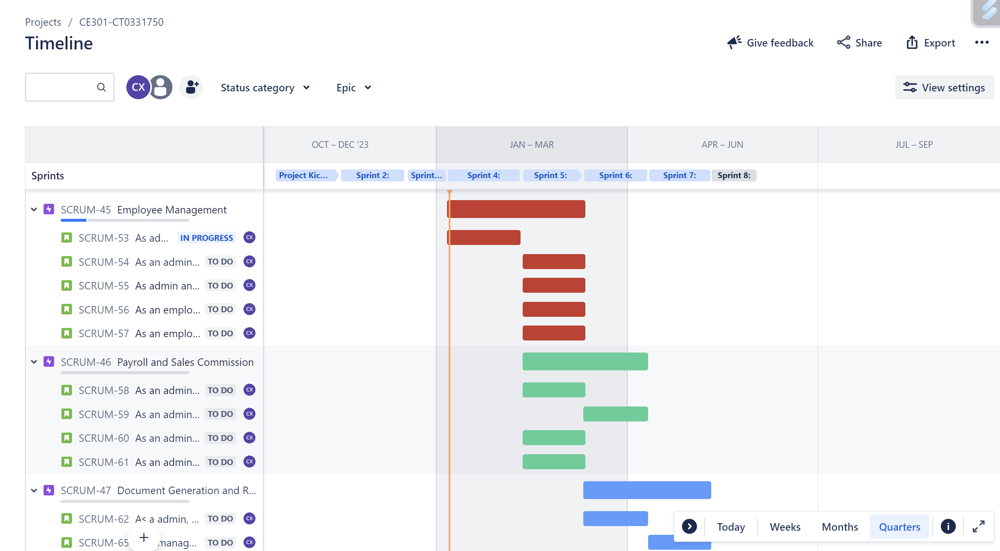 Projects / CE301-CT0331750
Timeline
Give feedback
Share
Export
CX
Status category
Epic
View settings
OCT – DEC '23
JAN – MAR
APR – JUN
JUL – SEP
Sprints
Project Kic...
Sprint 2:
Sprint...
Sprint 4:
Sprint 5:
Sprint 6:
Sprint 7:
Sprint 8:
SCRUM-45 Employee Management
SCRUM-53 As ad... IN PROGRESS CX
SCRUM-54 As an admin... TO DO CX
SCRUM-55 As admin an... TO DO CX
SCRUM-56 As an emplo... TO DO CX
SCRUM-57 As an emplo... TO DO CX
SCRUM-46 Payroll and Sales Commission
SCRUM-58 As an admin... TO DO CX
SCRUM-59 As an admin... TO DO CX
SCRUM-60 As an admin... TO DO CX
SCRUM-61 As an admin... TO DO CX
SCRUM-47 Document Generation and R...
SCRUM-62 As a admin, ... TO DO CX
SCRUM-65 manag... TO DO CX
Today
Weeks
Months
Quarters